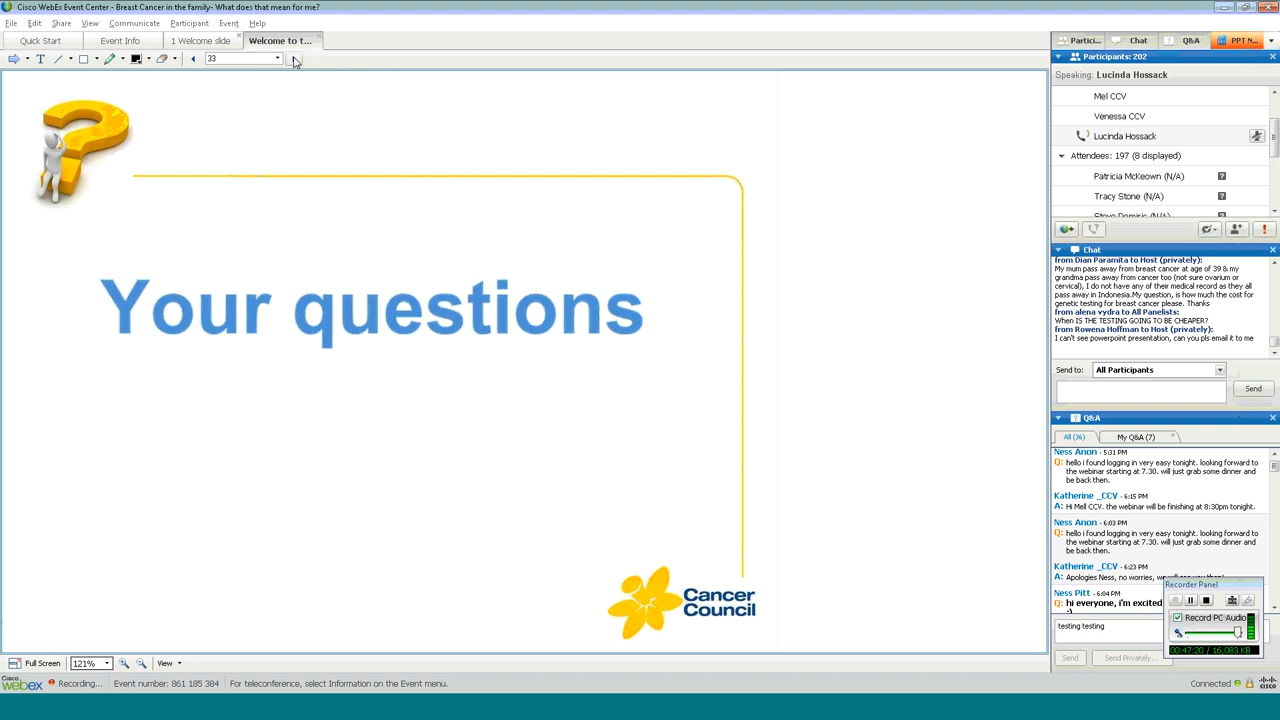 Cisco WebEx Event Center - Breast Cancer in the family- What does that mean for me?
File Edit Share View Communicate Participant Event Help
Quick Start Event Info 1 Welcome slide Welcome to t...
Partici... Chat Q&A PPT N...
33
Participants: 202
Speaking: Lucinda Hossack
Mel CCV
Venessa CCV
Lucinda Hossack
Attendees: 197 (8 displayed)
Patricia McKeown (N/A)
Tracy Stone (N/A)
Your questions
Cancer
Council
Chat
from Dian Paramita to Host (privately):
My mum pass away from breast cancer at age of 39 & my
grandma pass away from cancer too (not sure ovarium or
cervical), I do not have any of their medical record as they all
pass away in Indonesia.My question, is how much the cost for
genetic testing for breast cancer please. Thanks
from alena vydra to All Panelists:
When IS THE TESTING GOING TO BE CHEAPER?
from Rowena Hoffman to Host (privately):
I can't see powerpoint presentation, can you pls email it to me
Send to: All Participants
Send
Q&A
All (36) My Q&A (7)
Ness Anon - 5:31 PM
Q: hello i found logging in very easy tonight. looking forward to
the webinar starting at 7.30. will just grab some dinner and
be back then.
Katherine _CCV - 6:15 PM
A: Hi Mell CCV. the webinar will be finishing at 8:30pm tonight.
Ness Anon - 6:03 PM
Q: hello i found logging in very easy tonight. looking forward to
the webinar starting at 7.30. will just grab some dinner and
be back then.
Katherine _CCV - 6:23 PM
A: Apologies Ness, no worries, we
Ness Pitt - 6:04 PM
Q: hi everyone, i'm excited
Recorder Panel
Record PC Audio
00:47:20 / 16,083 KB
testing testing
Send Send Privately...
Full Screen 121% View
Cisco webex Recording... Event number: 861 185 384 For teleconference, select Information on the Event menu.
Connected CISCO